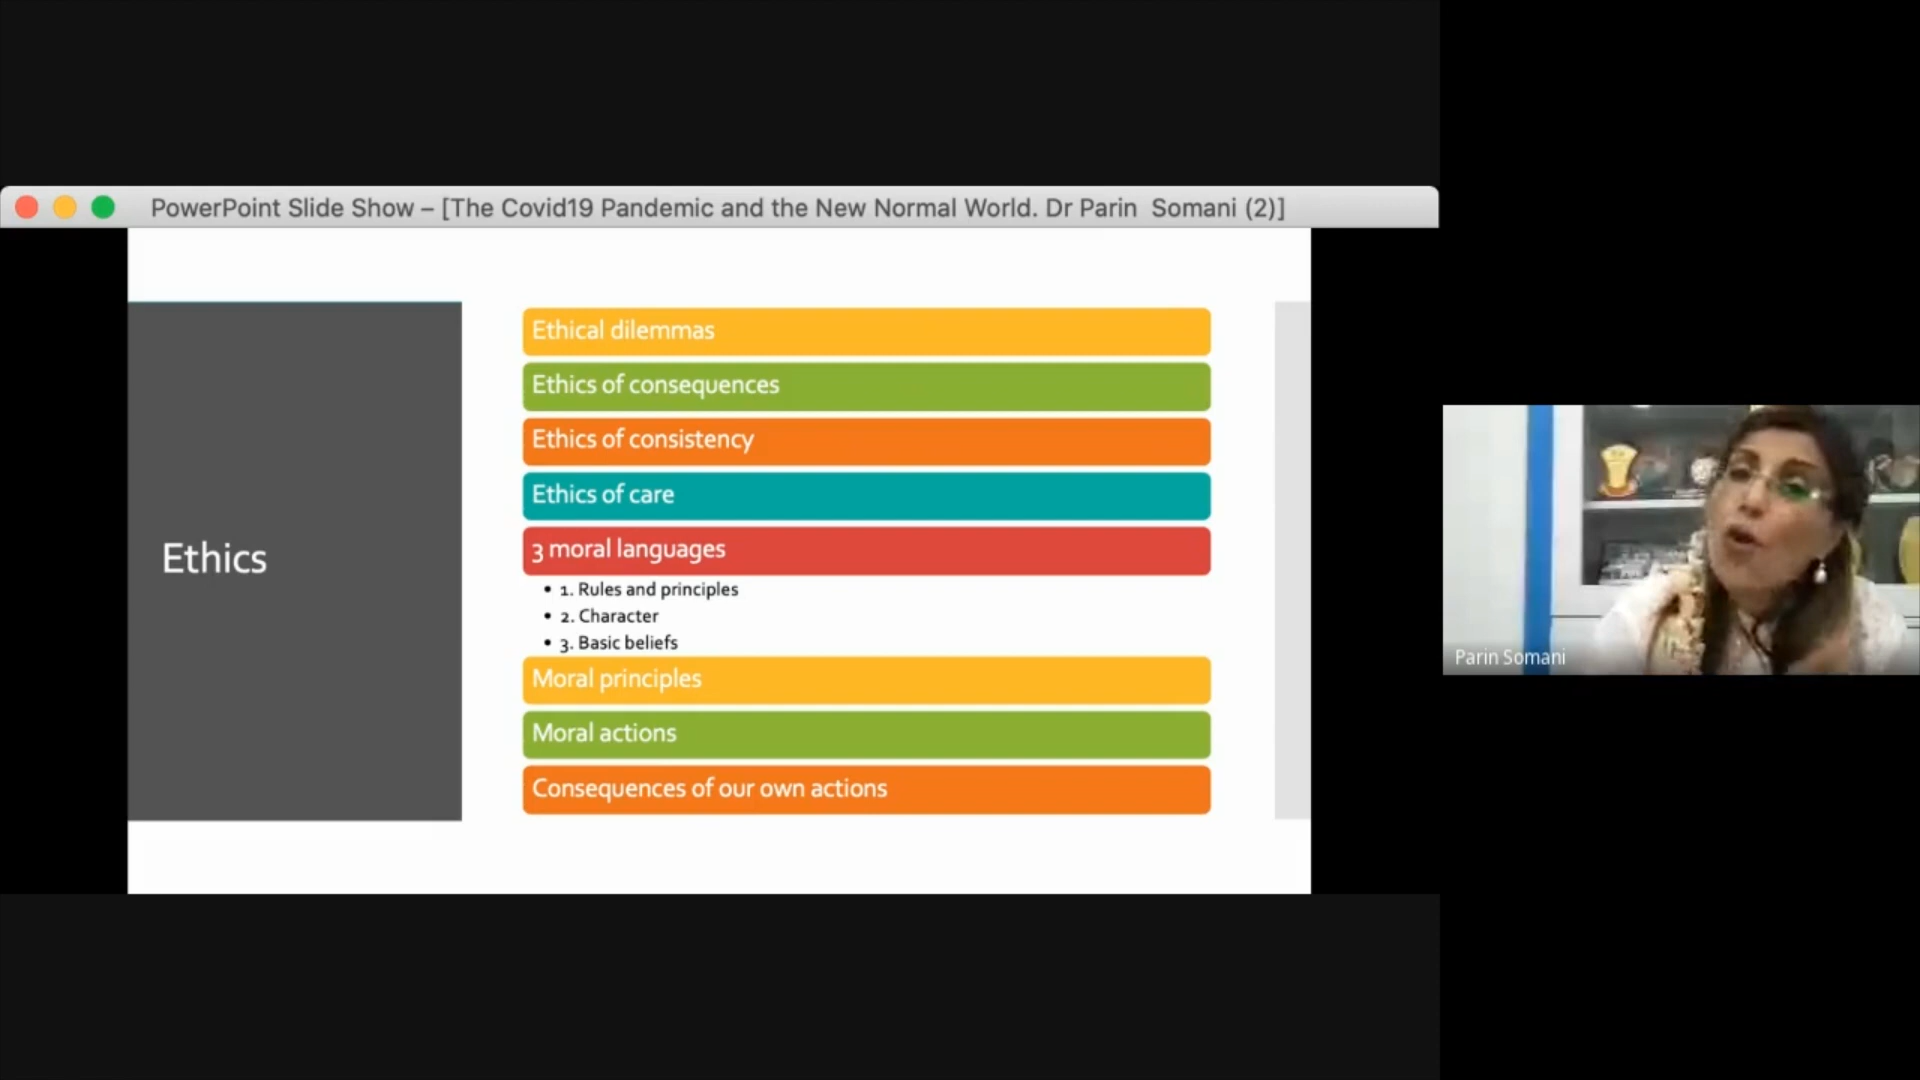 PowerPoint Slide Show – [The Covid19 Pandemic and the New Normal World. Dr Parin  Somani (2)]
Ethics
Ethical dilemmas
Ethics of consequences
Ethics of consistency
Ethics of care
3 moral languages
• 1. Rules and principles
• 2. Character
• 3. Basic beliefs
Moral principles
Moral actions
Consequences of our own actions
Parin Somani